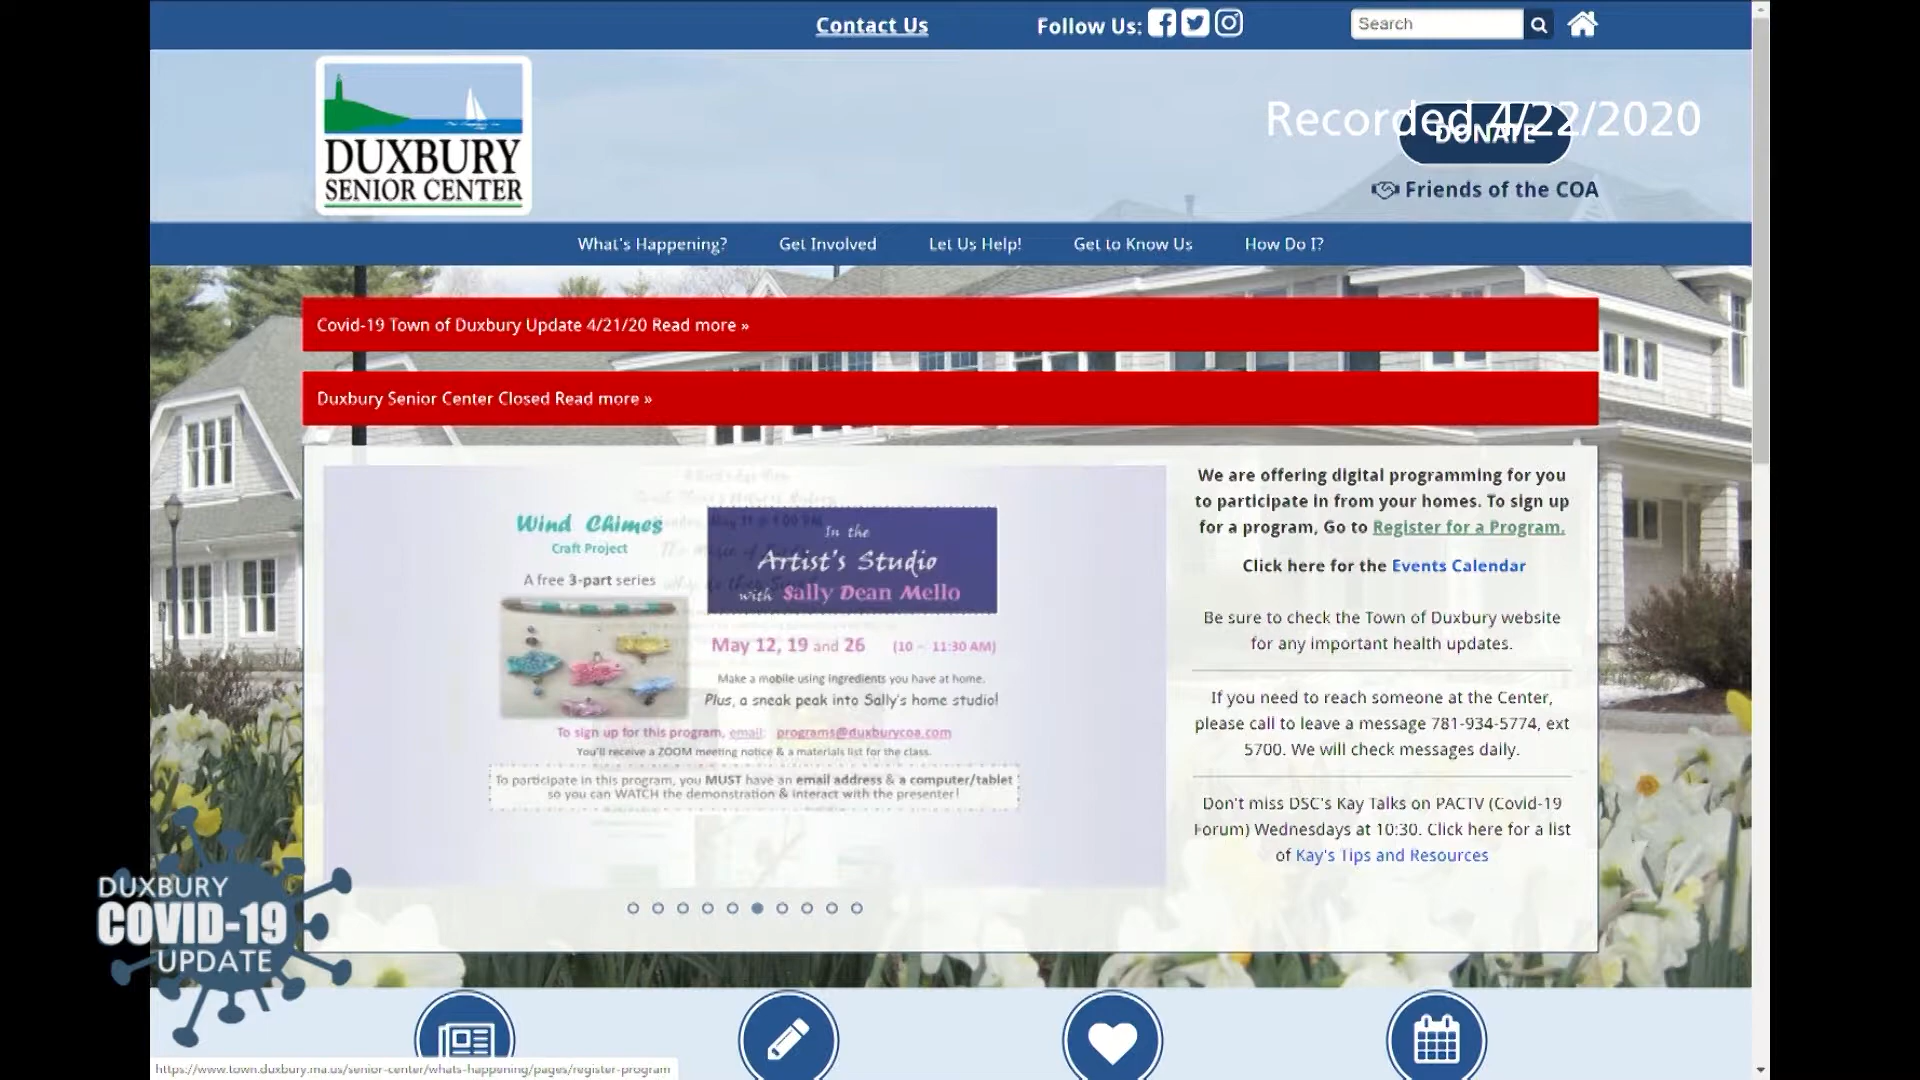 Contact Us
Follow Us:
Search
DUXBURY
SENIOR CENTER
Recorded 4/22/2020
DONATE
Friends of the COA
What's Happening?
Get Involved
Let Us Help!
Get to Know Us
How Do I?
Covid-19 Town of Duxbury Update 4/21/20 Read more »
Duxbury Senior Center Closed Read more »
Wind Chimes
Craft Project
A free 3-part series
In the
Artist's Studio
with Sally Dean Mello
May 12, 19 and 26 (10 - 11:30 AM)
Make a mobile using ingredients you have at home.
Plus, a sneak peak into Sally's home studio!
To sign up for this program, email: programs@duxburycoa.com
You'll receive a ZOOM meeting notice & a materials list for the class.
To participate in this program, you MUST have an email address & a computer/tablet
so you can WATCH the demonstration & interact with the presenter!
We are offering digital programming for you
to participate in from your homes. To sign up
for a program, Go to Register for a Program.
Click here for the Events Calendar
Be sure to check the Town of Duxbury website
for any important health updates.
If you need to reach someone at the Center,
please call to leave a message 781-934-5774, ext
5700. We will check messages daily.
Don't miss DSC's Kay Talks on PACTV (Covid-19
Forum) Wednesdays at 10:30. Click here for a list
of Kay's Tips and Resources
DUXBURY
COVID-19
UPDATE
https://www.town.duxbury.ma.us/senior-center/whats-happening/pages/register-program